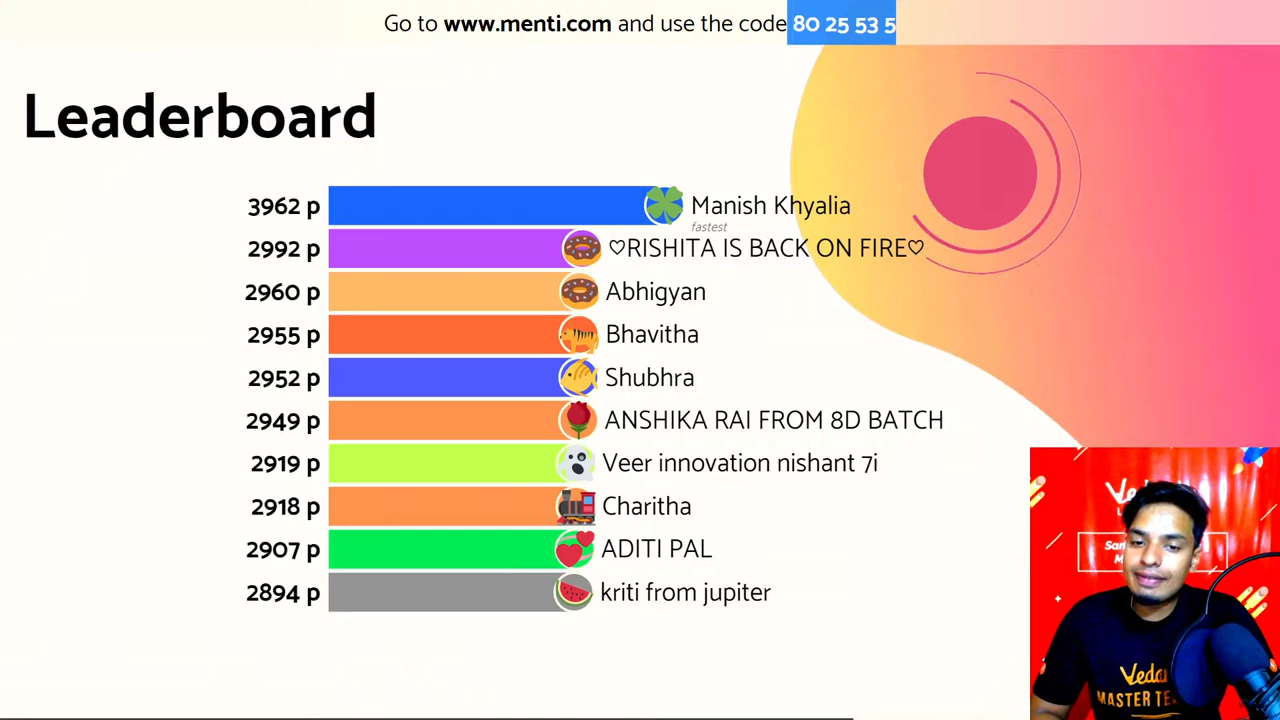 Go to www.menti.com and use the code 80 25 53 5
Leaderboard
3962 p Manish Khyalia
fastest
2992 p ♡RISHITA IS BACK ON FIRE♡
2960 p Abhigyan
2955 p Bhavitha
2952 p Shubhra
2949 p ANSHIKA RAI FROM 8D BATCH
2919 p Veer innovation nishant 7i
2918 p Charitha
2907 p ADITI PAL
2894 p kriti from jupiter
MASTER